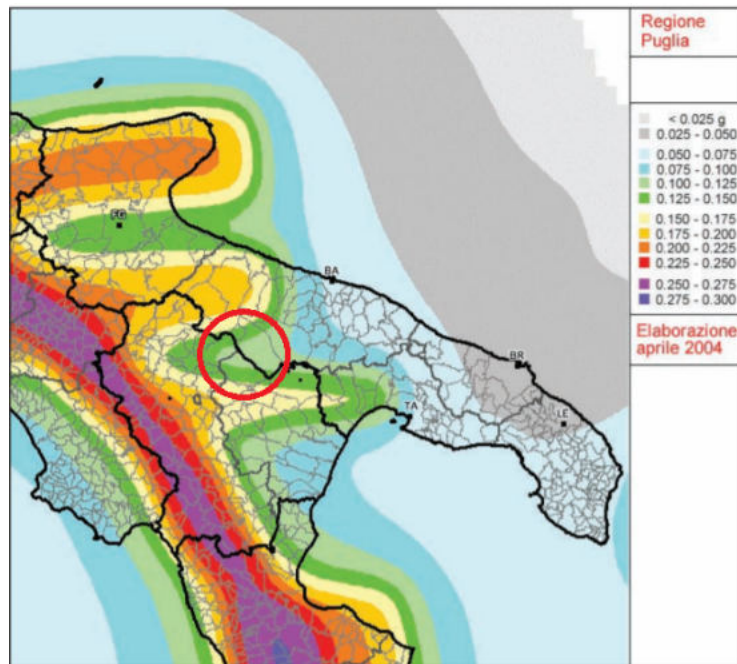 Regione
Puglia
< 0.025 g
0.025 - 0.050
0.050 - 0.075
0.075 - 0.100
0.100 - 0.125
0.125 - 0.150
0.150 - 0.175
0.175 - 0.200
0.200 - 0.225
0.225 - 0.250
0.250 - 0.275
0.275 - 0.300
Elaborazione
aprile 2004
FG
BA
BR
TA
LE